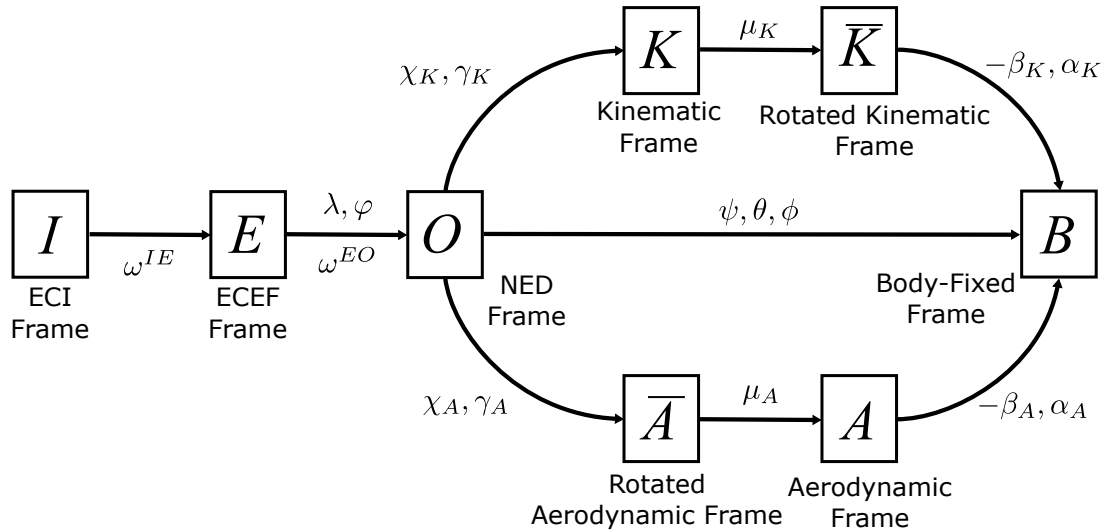 χ_K, γ_K
K
μ_K
K̅
-β_K, α_K
Kinematic
Frame
Rotated Kinematic
Frame
I
ω^{IE}
E
λ, φ
ω^{EO}
O
ψ, θ, ϕ
B
ECI
Frame
ECEF
Frame
NED
Frame
Body-Fixed
Frame
χ_A, γ_A
A̅
μ_A
A
-β_A, α_A
Rotated
Aerodynamic Frame
Aerodynamic
Frame